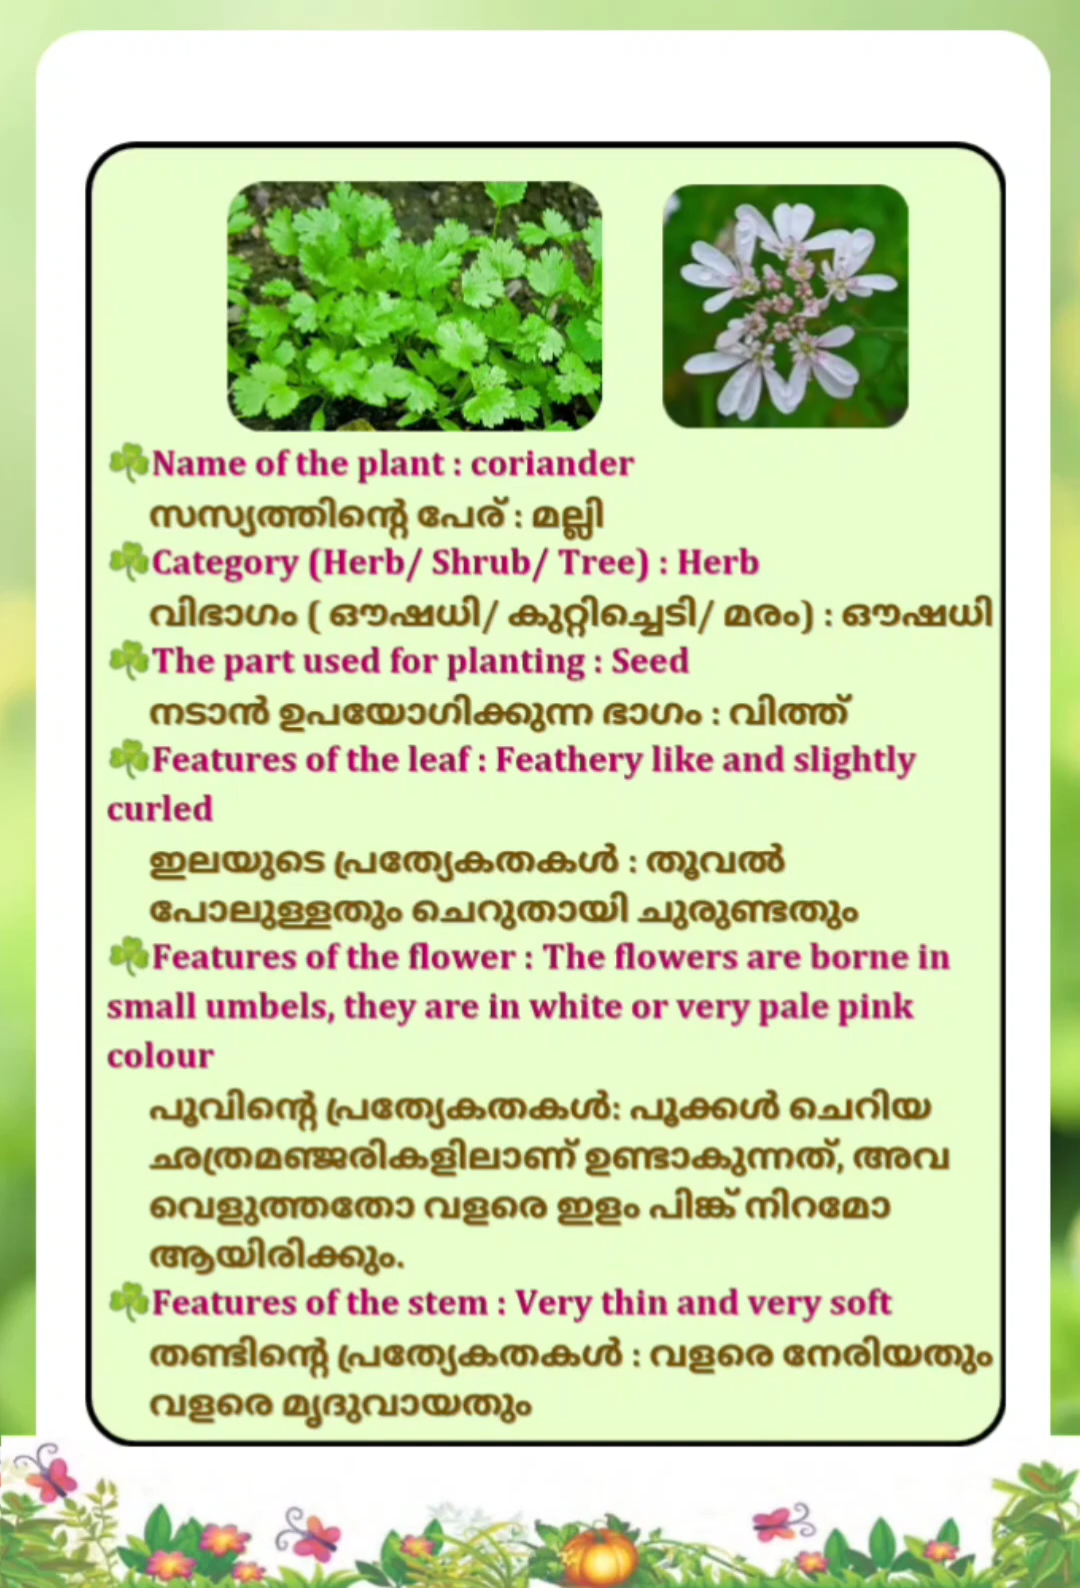 ☘Name of the plant : coriander
സസ്യത്തിന്റെ പേര് : മല്ലി
☘Category (Herb/ Shrub/ Tree) : Herb
വിഭാഗം ( ഔഷധി/ കുറ്റിച്ചെടി/ മരം) : ഔഷധി
☘The part used for planting : Seed
നടാൻ ഉപയോഗിക്കുന്ന ഭാഗം : വിത്ത്
☘Features of the leaf : Feathery like and slightly
curled
ഇലയുടെ പ്രത്യേകതകൾ : തൂവൽ
പോലുള്ളതും ചെറുതായി ചുരുണ്ടതും
☘Features of the flower : The flowers are borne in
small umbels, they are in white or very pale pink
colour
പൂവിന്റെ പ്രത്യേകതകൾ: പൂക്കൾ ചെറിയ
ഛത്രമഞ്ജരികളിലാണ് ഉണ്ടാകുന്നത്, അവ
വെളുത്തതോ വളരെ ഇളം പിങ്ക് നിറമോ
ആയിരിക്കും.
☘Features of the stem : Very thin and very soft
തണ്ടിന്റെ പ്രത്യേകതകൾ : വളരെ നേരിയതും
വളരെ മൃദുവായതും